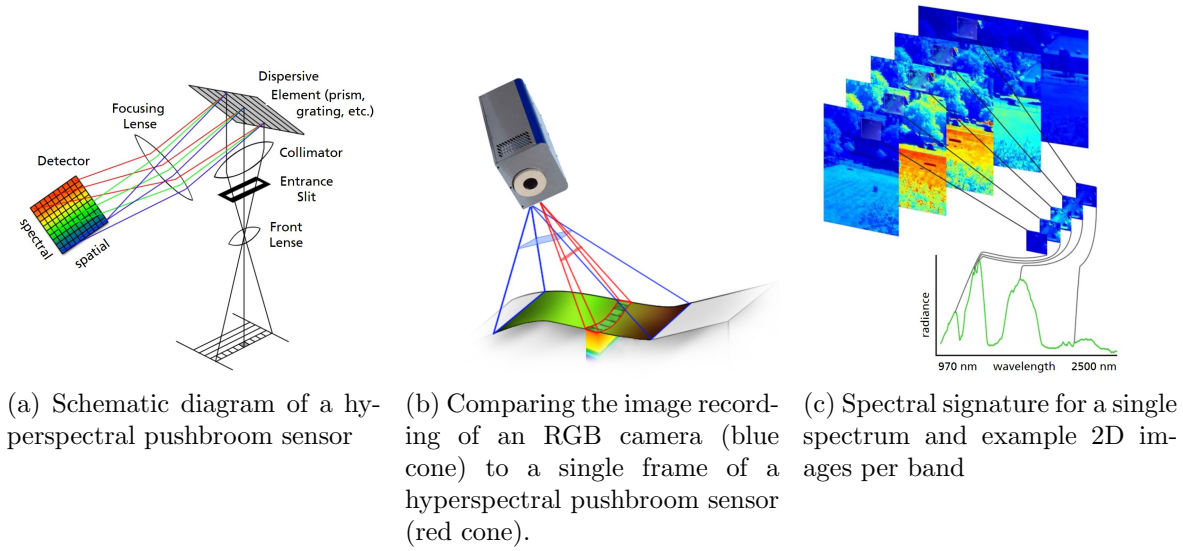 Dispersive
Element (prism,
grating, etc.)
Focusing
Lense
Collimator
Detector
Entrance
Slit
Front
Lense
spectral
spatial
radiance
970 nm
wavelength
2500 nm
(a) Schematic diagram of a hy-
perspectral pushbroom sensor
(b) Comparing the image record-
ing of an RGB camera (blue
cone) to a single frame of a
hyperspectral pushbroom sensor
(red cone).
(c) Spectral signature for a single
spectrum and example 2D im-
ages per band